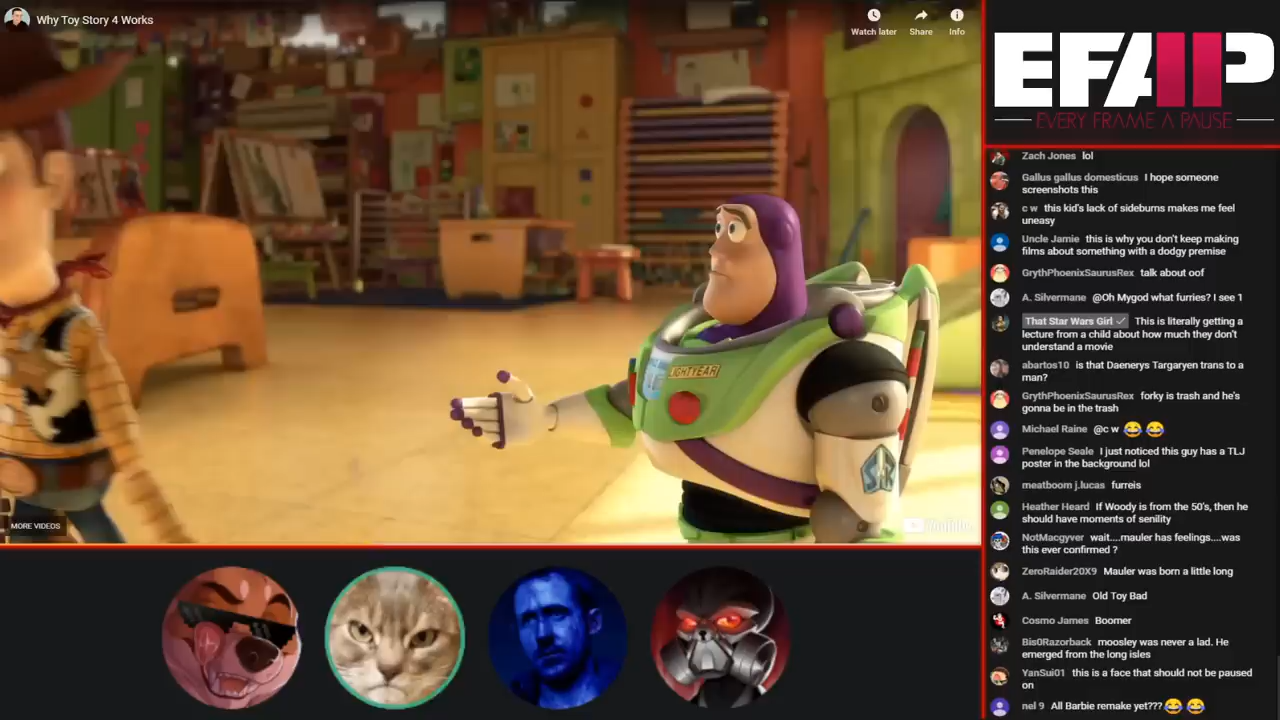 Why Toy Story 4 Works
Watch later
Share
Info
LIGHTYEAR
MORE VIDEOS
YouTube
EFAP
EVERY FRAME A PAUSE
Zach Jones lol
Gallus gallus domesticus I hope someone
screenshots this
c w this kid's lack of sideburns makes me feel
uneasy
Uncle Jamie this is why you don't keep making
films about something with a dodgy premise
GrythPhoenixSaurusRex talk about oof
A. Silvermane @Oh Mygod what furries? I see 1
That Star Wars Girl This is literally getting a
lecture from a child about how much they don't
understand a movie
abartos10 is that Daenerys Targaryen trans to a
man?
GrythPhoenixSaurusRex forky is trash and he's
gonna be in the trash
Michael Raine @c w 😂 😂
Penelope Seale I just noticed this guy has a TLJ
poster in the background lol
meatboom j.lucas furreis
Heather Heard If Woody is from the 50's, then he
should have moments of senility
NotMacgyver wait....mauler has feelings....was
this ever confirmed ?
ZeroRaider20X9 Mauler was born a little long
A. Silvermane Old Toy Bad
Cosmo James Boomer
Bis0Razorback moosley was never a lad. He
emerged from the long isles
YanSui01 this is a face that should not be paused
on
nel 9 All Barbie remake yet??? 😂 😂